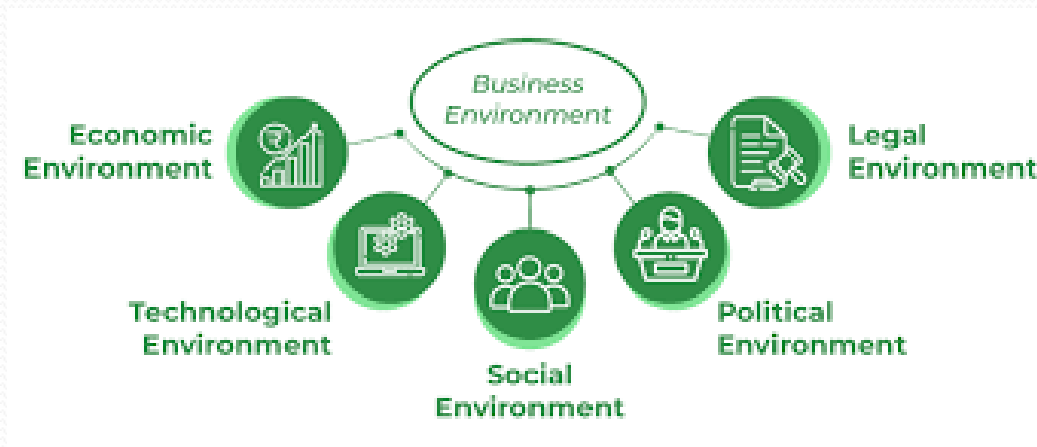 Business
Environment
Economic
Environment
Technological
Environment
Social
Environment
Political
Environment
Legal
Environment